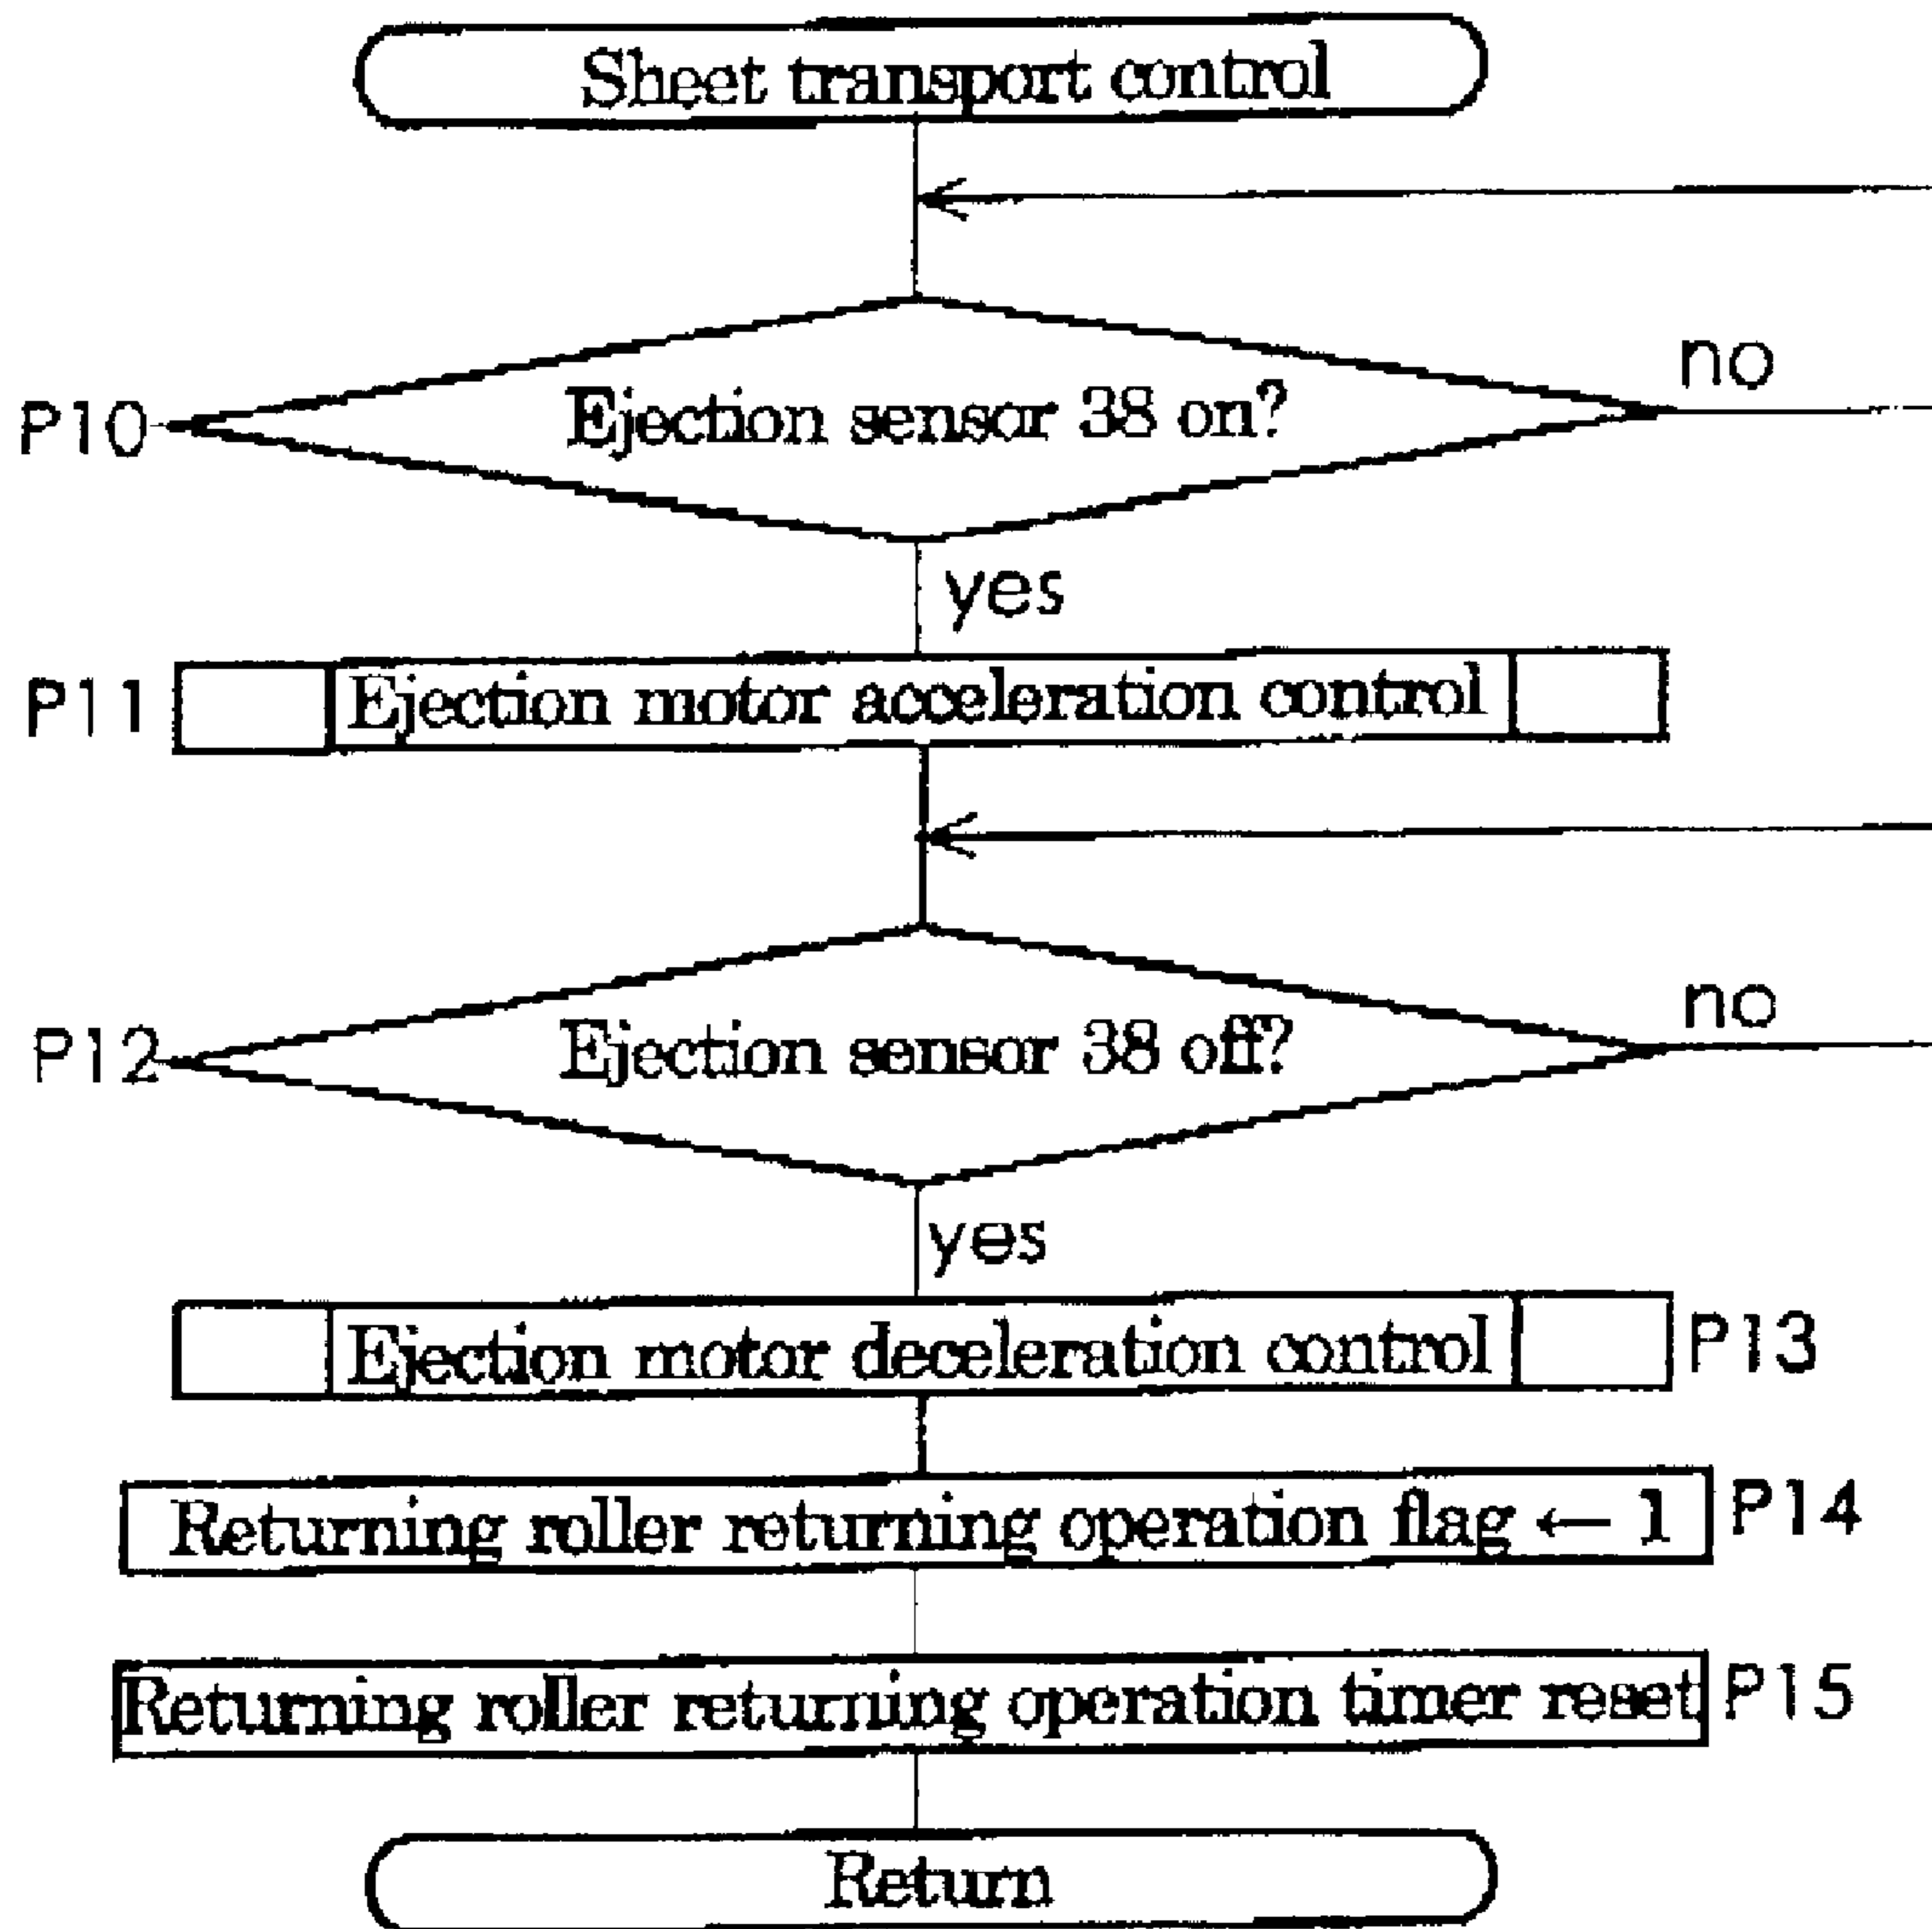 Sheet transport control
P10
Ejection sensor 38 on?
no
yes
P11
Ejection motor acceleration control
P12
Ejection sensor 38 off?
no
yes
Ejection motor deceleration control
P13
Returning roller returning operation flag ← 1
P14
Returning roller returning operation timer reset
P15
Return